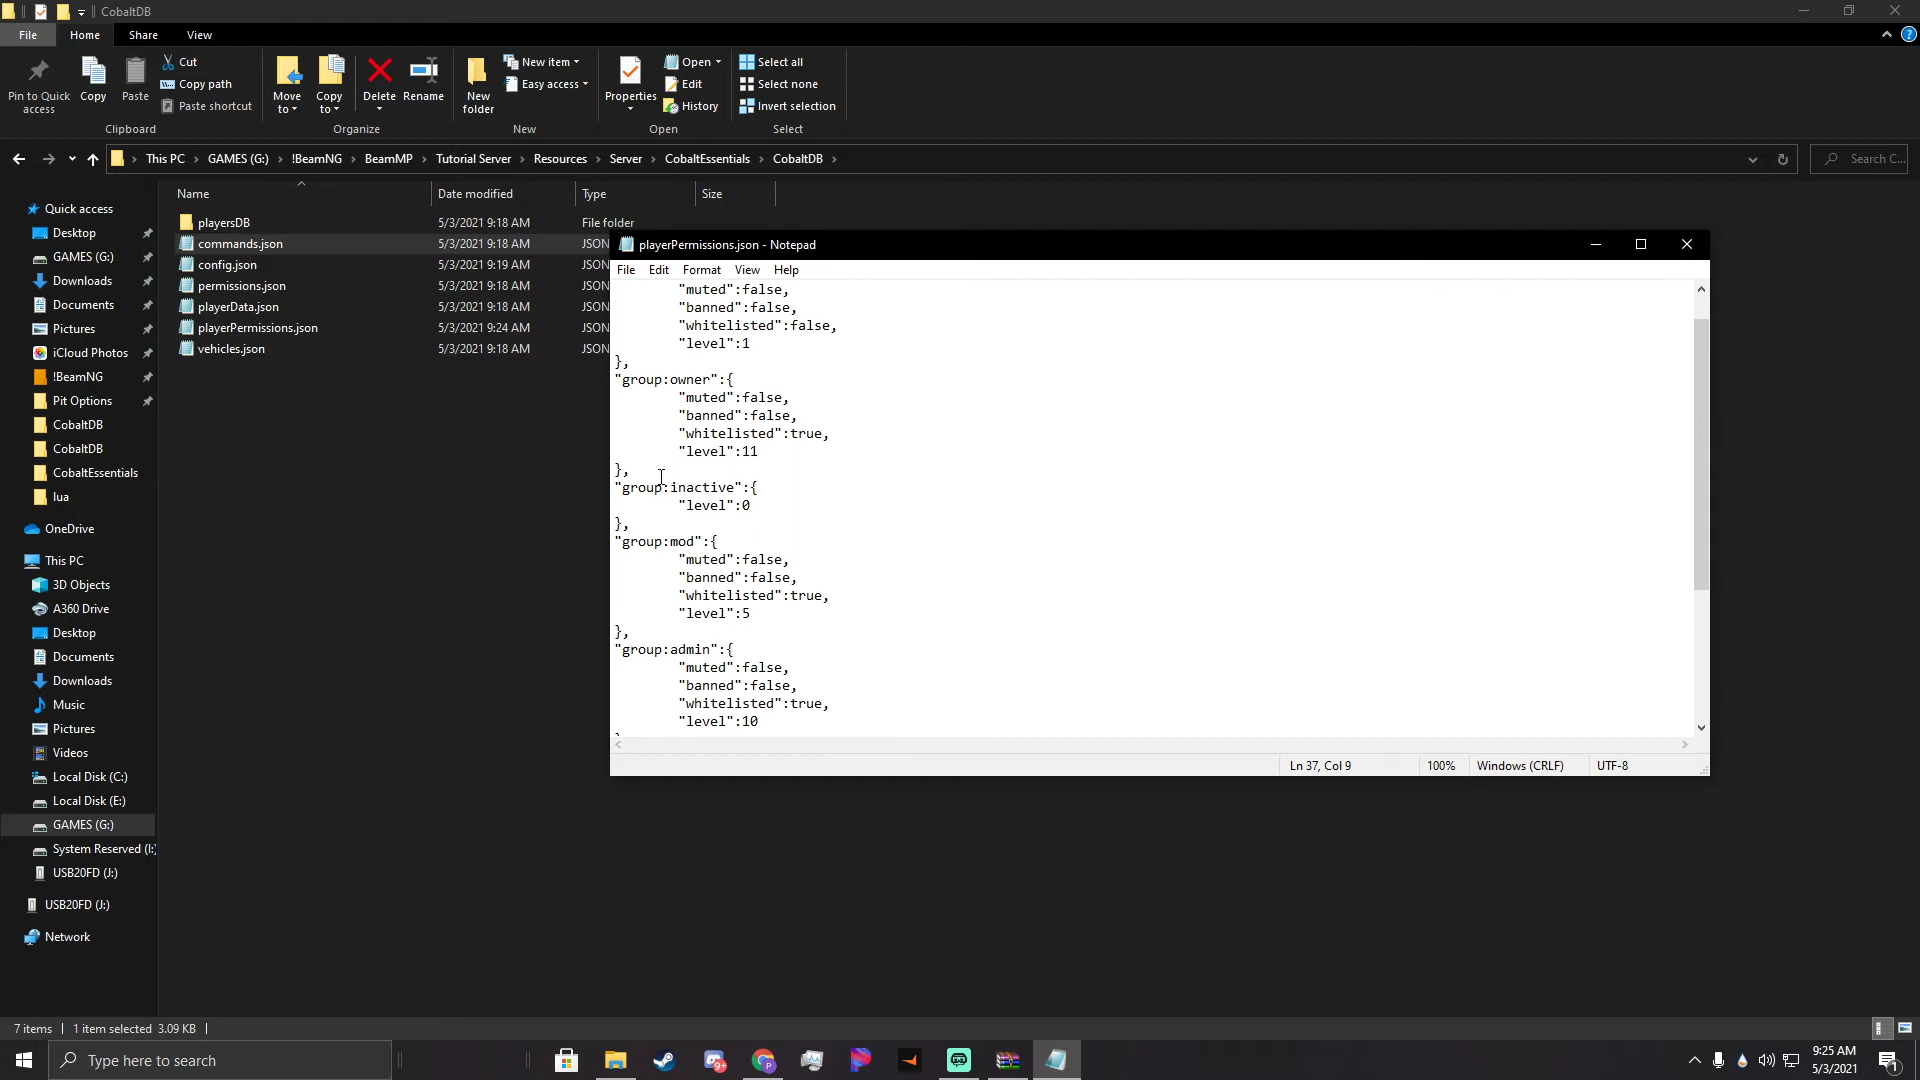 CobaltDB
File Home Share View
Pin to Quick access
Copy
Paste
Cut
Copy path
Paste shortcut
Clipboard
Move to
Copy to
Delete
Rename
Organize
New folder
New item
Easy access
New
Properties
Open
Edit
History
Open
Select all
Select none
Invert selection
Select
This PC GAMES (G:) !BeamNG BeamMP Tutorial Server Resources Server CobaltEssentials CobaltDB
Search C...
Name Date modified Type Size
playersDB 5/3/2021 9:18 AM File folder
commands.json 5/3/2021 9:18 AM JSON
config.json 5/3/2021 9:19 AM JSON
permissions.json 5/3/2021 9:18 AM JSON
playerData.json 5/3/2021 9:18 AM JSON
playerPermissions.json 5/3/2021 9:24 AM JSON
vehicles.json 5/3/2021 9:18 AM JSON
Quick access
Desktop
GAMES (G:)
Downloads
Documents
Pictures
iCloud Photos
!BeamNG
Pit Options
CobaltDB
CobaltDB
CobaltEssentials
lua
OneDrive
This PC
3D Objects
A360 Drive
Desktop
Documents
Downloads
Music
Pictures
Videos
Local Disk (C:)
Local Disk (E:)
GAMES (G:)
System Reserved (I:)
USB20FD (J:)
USB20FD (J:)
Network
playerPermissions.json - Notepad
File Edit Format View Help
"muted":false,
"banned":false,
"whitelisted":false,
"level":1
},
"group:owner":{
"muted":false,
"banned":false,
"whitelisted":true,
"level":11
},
"group:inactive":{
"level":0
},
"group:mod":{
"muted":false,
"banned":false,
"whitelisted":true,
"level":5
},
"group:admin":{
"muted":false,
"banned":false,
"whitelisted":true,
"level":10
Ln 37, Col 9 100% Windows (CRLF) UTF-8
7 items 1 item selected 3.09 KB
Type here to search
9+
9:25 AM
5/3/2021
1